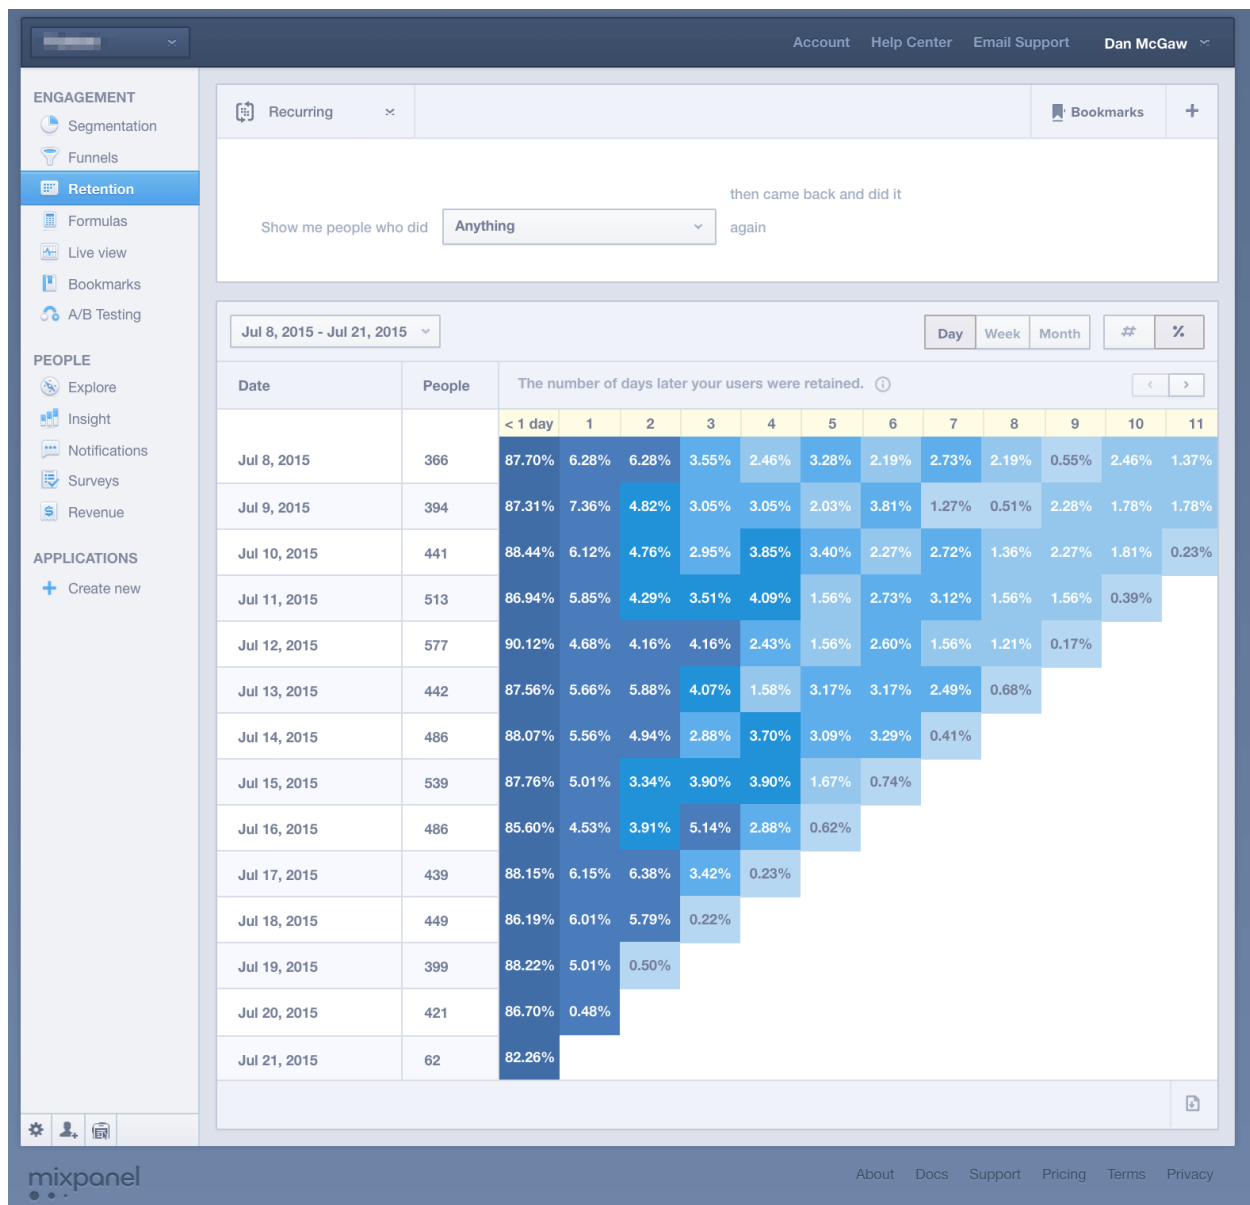 Account Help Center Email Support Dan McGaw
ENGAGEMENT
Segmentation
Funnels
Retention
Formulas
Live view
Bookmarks
A/B Testing
PEOPLE
Explore
Insight
Notifications
Surveys
Revenue
APPLICATIONS
+ Create new
Recurring
Bookmarks +
then came back and did it
Show me people who did Anything again
Jul 8, 2015 - Jul 21, 2015 Day Week Month # %
Date People The number of days later your users were retained.
< 1 day 1 2 3 4 5 6 7 8 9 10 11
Jul 8, 2015 366 87.70% 6.28% 6.28% 3.55% 2.46% 3.28% 2.19% 2.73% 2.19% 0.55% 2.46% 1.37%
Jul 9, 2015 394 87.31% 7.36% 4.82% 3.05% 3.05% 2.03% 3.81% 1.27% 0.51% 2.28% 1.78% 1.78%
Jul 10, 2015 441 88.44% 6.12% 4.76% 2.95% 3.85% 3.40% 2.27% 2.72% 1.36% 2.27% 1.81% 0.23%
Jul 11, 2015 513 86.94% 5.85% 4.29% 3.51% 4.09% 1.56% 2.73% 3.12% 1.56% 1.56% 0.39%
Jul 12, 2015 577 90.12% 4.68% 4.16% 4.16% 2.43% 1.56% 2.60% 1.56% 1.21% 0.17%
Jul 13, 2015 442 87.56% 5.66% 5.88% 4.07% 1.58% 3.17% 3.17% 2.49% 0.68%
Jul 14, 2015 486 88.07% 5.56% 4.94% 2.88% 3.70% 3.09% 3.29% 0.41%
Jul 15, 2015 539 87.76% 5.01% 3.34% 3.90% 3.90% 1.67% 0.74%
Jul 16, 2015 486 85.60% 4.53% 3.91% 5.14% 2.88% 0.62%
Jul 17, 2015 439 88.15% 6.15% 6.38% 3.42% 0.23%
Jul 18, 2015 449 86.19% 6.01% 5.79% 0.22%
Jul 19, 2015 399 88.22% 5.01% 0.50%
Jul 20, 2015 421 86.70% 0.48%
Jul 21, 2015 62 82.26%
mixpanel
About Docs Support Pricing Terms Privacy